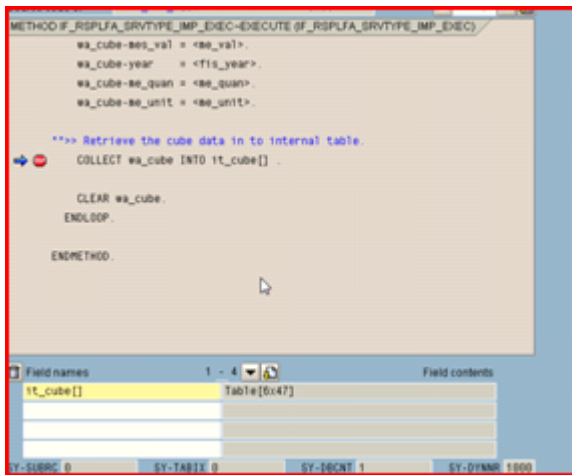 METHOD IF_RSPLFA_SRVTYPE_IMP_EXEC~EXECUTE (IF_RSPLFA_SRVTYPE_IMP_EXEC)
wa_cube-mes_val = <me_val>.
wa_cube-year = <fis_year>.
wa_cube-me_quan = <me_quan>.
wa_cube-me_unit = <me_unit>.
**>> Retrieve the cube data in to internal table.
COLLECT wa_cube INTO it_cube[] .
CLEAR wa_cube.
ENDLOOP.
ENDMETHOD.
Field names 1 - 4 Field contents
it_cube[] Table[6x47]
SY-SUBRC 0 SY-TABIX 0 SY-DBCNT 1 SY-DYNNR 1000